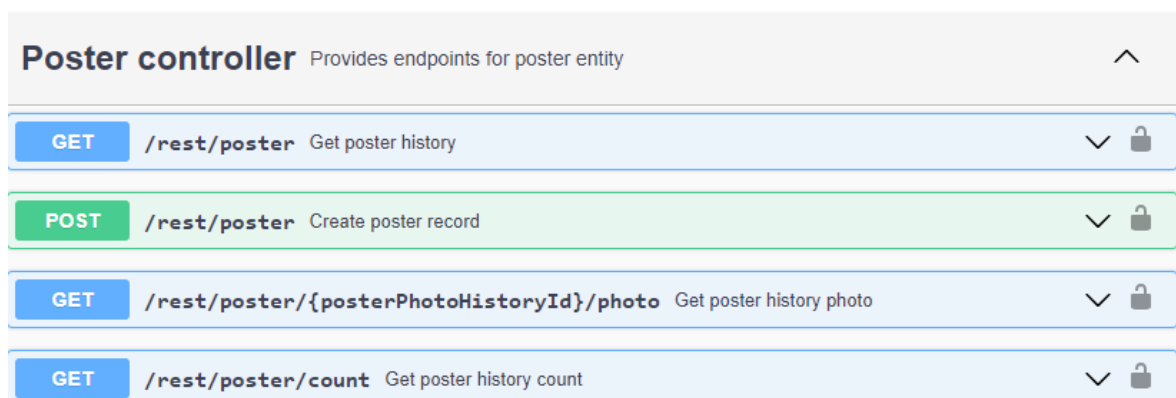 Poster controller Provides endpoints for poster entity
GET /rest/poster Get poster history
POST /rest/poster Create poster record
GET /rest/poster/{posterPhotoHistoryId}/photo Get poster history photo
GET /rest/poster/count Get poster history count